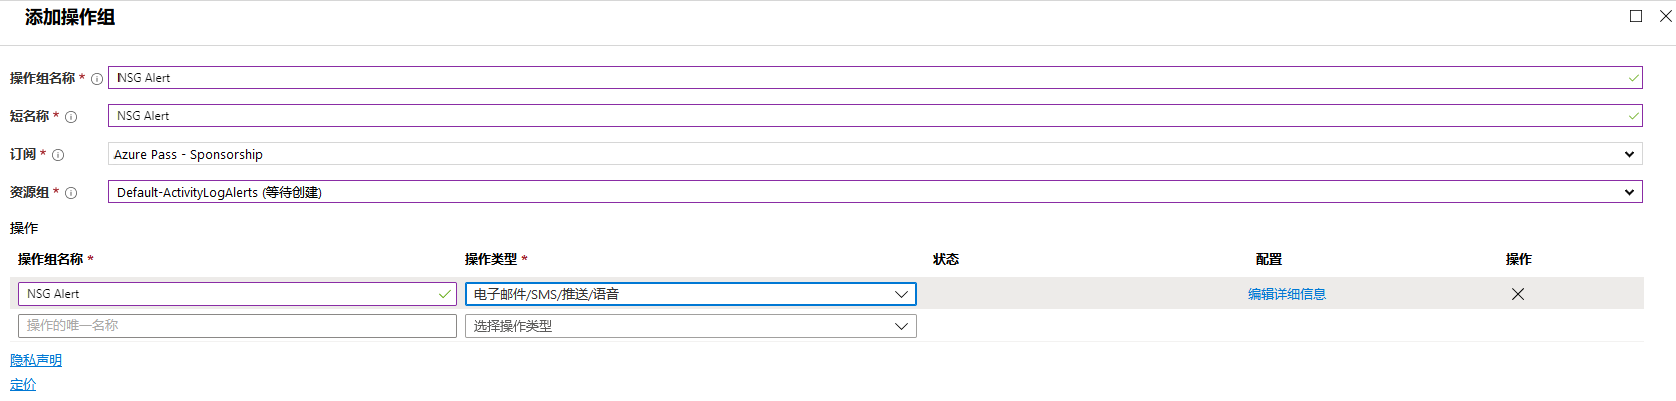 添加操作组
操作组名称 * NSG Alert
短名称 * NSG Alert
订阅 * Azure Pass - Sponsorship
资源组 * Default-ActivityLogAlerts (等待创建)
操作
操作组名称 * 操作类型 * 状态 配置 操作
NSG Alert 电子邮件/SMS/推送/语音 编辑详细信息
操作的唯一名称 选择操作类型
隐私声明
定价